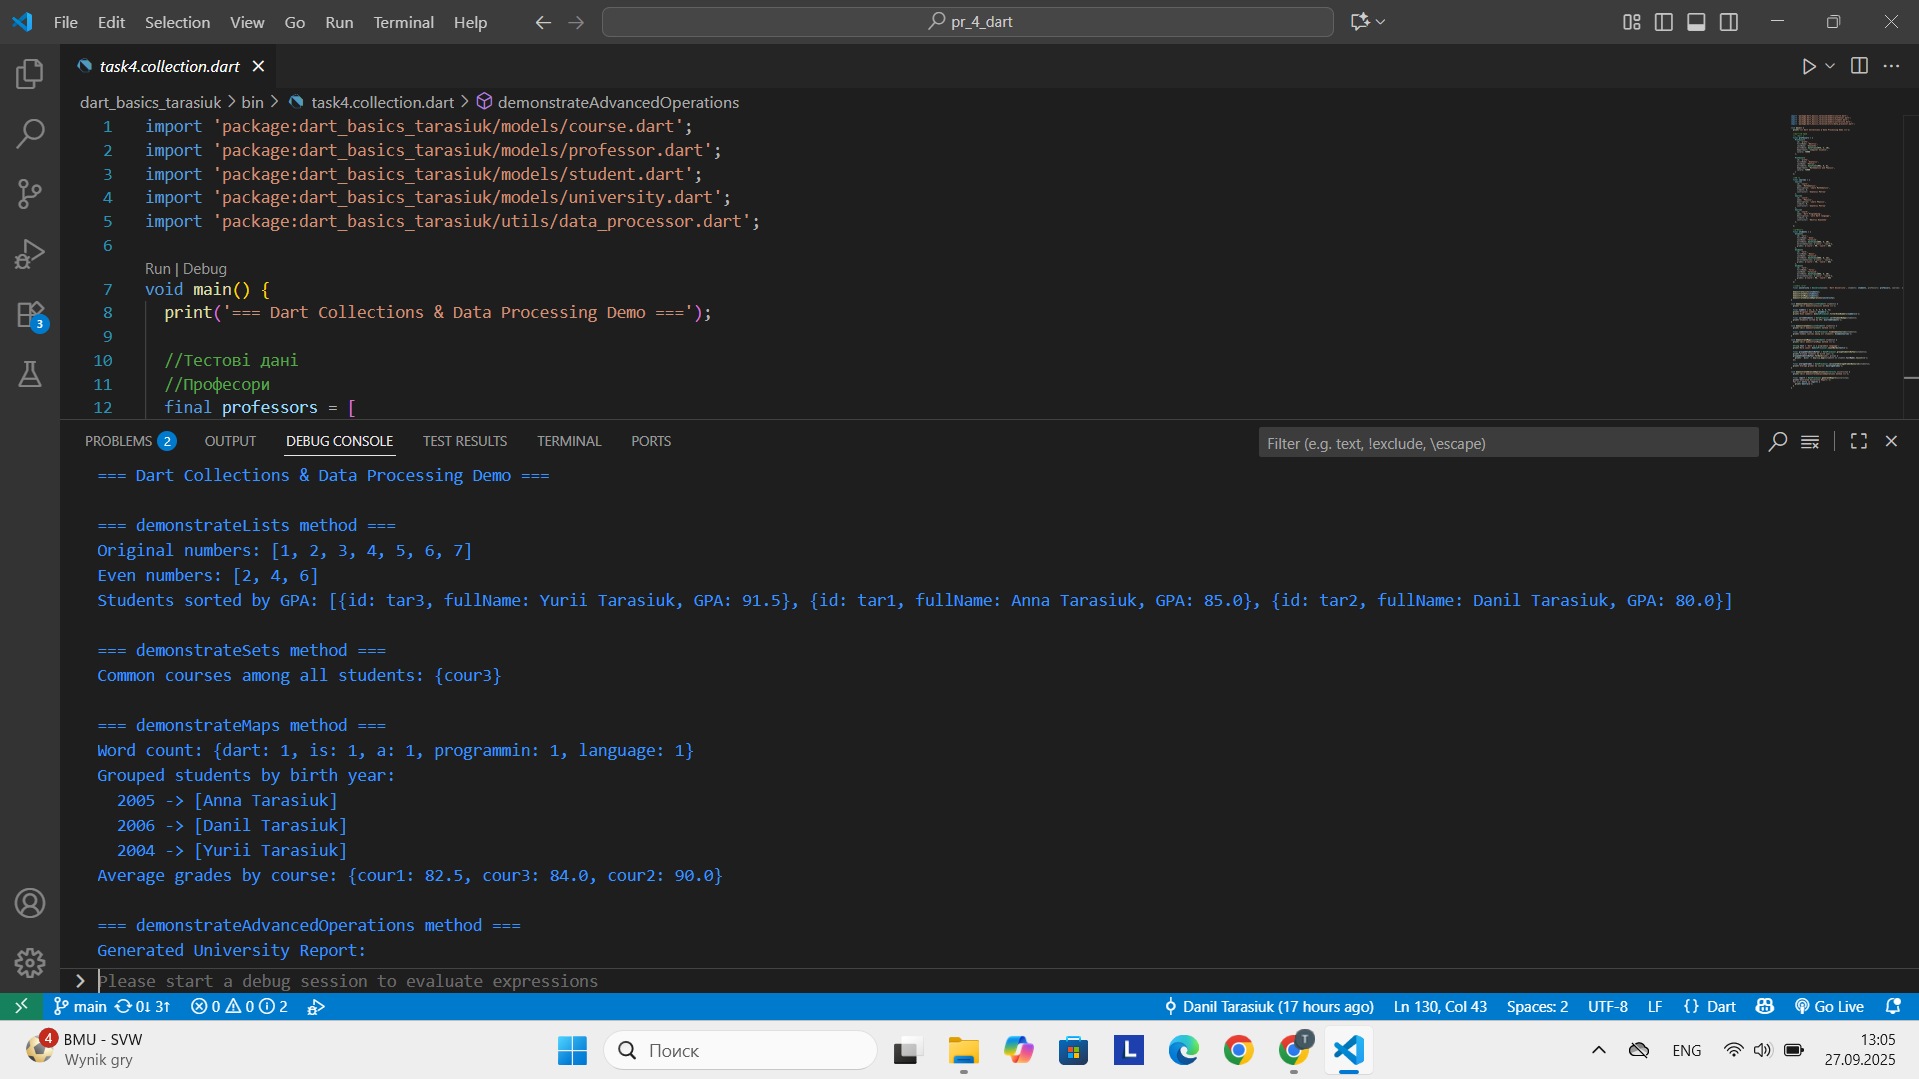 File Edit Selection View Go Run Terminal Help
pr_4_dart
task4.collection.dart
dart_basics_tarasiuk > bin > task4.collection.dart > demonstrateAdvancedOperations
1 import 'package:dart_basics_tarasiuk/models/course.dart';
2 import 'package:dart_basics_tarasiuk/models/professor.dart';
3 import 'package:dart_basics_tarasiuk/models/student.dart';
4 import 'package:dart_basics_tarasiuk/models/university.dart';
5 import 'package:dart_basics_tarasiuk/utils/data_processor.dart';
6
Run | Debug
7 void main() {
8 print('=== Dart Collections & Data Processing Demo ===');
9
10 //Тестові дані
11 //Професори
12 final professors = [
3
PROBLEMS 2 OUTPUT DEBUG CONSOLE TEST RESULTS TERMINAL PORTS
Filter (e.g. text, !exclude, \escape)
=== Dart Collections & Data Processing Demo ===
=== demonstrateLists method ===
Original numbers: [1, 2, 3, 4, 5, 6, 7]
Even numbers: [2, 4, 6]
Students sorted by GPA: [{id: tar3, fullName: Yurii Tarasiuk, GPA: 91.5}, {id: tar1, fullName: Anna Tarasiuk, GPA: 85.0}, {id: tar2, fullName: Danil Tarasiuk, GPA: 80.0}]
=== demonstrateSets method ===
Common courses among all students: {cour3}
=== demonstrateMaps method ===
Word count: {dart: 1, is: 1, a: 1, programmin: 1, language: 1}
Grouped students by birth year:
2005 -> [Anna Tarasiuk]
2006 -> [Danil Tarasiuk]
2004 -> [Yurii Tarasiuk]
Average grades by course: {cour1: 82.5, cour3: 84.0, cour2: 90.0}
=== demonstrateAdvancedOperations method ===
Generated University Report:
Please start a debug session to evaluate expressions
main 0↓ 3↑ 0 0 2 Danil Tarasiuk (17 hours ago) Ln 130, Col 43 Spaces: 2 UTF-8 LF {} Dart Go Live
4 BMU - SVW
Wynik gry
Поиск
L
T
ENG
13:05
27.09.2025